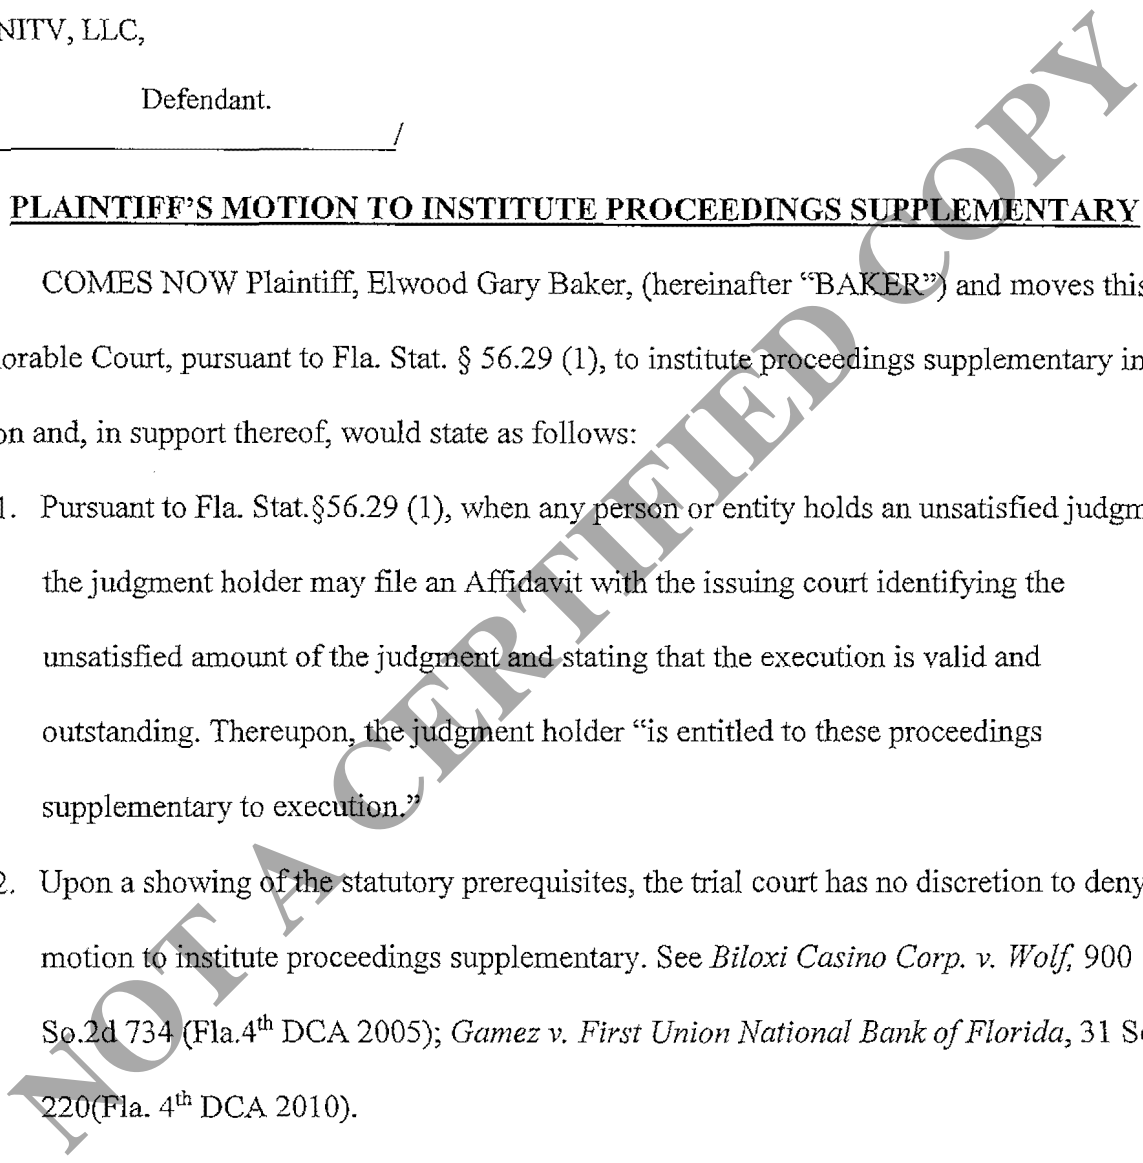 NITV, LLC,
Defendant.
/
PLAINTIFF'S MOTION TO INSTITUTE PROCEEDINGS SUPPLEMENTARY
COMES NOW Plaintiff, Elwood Gary Baker, (hereinafter “BAKER”) and moves this
orable Court, pursuant to Fla. Stat. § 56.29 (1), to institute proceedings supplementary in
on and, in support thereof, would state as follows:
1. Pursuant to Fla. Stat.§56.29 (1), when any person or entity holds an unsatisfied judgm
the judgment holder may file an Affidavit with the issuing court identifying the
unsatisfied amount of the judgment and stating that the execution is valid and
outstanding. Thereupon, the judgment holder “is entitled to these proceedings
supplementary to execution.”
2. Upon a showing of the statutory prerequisites, the trial court has no discretion to deny
motion to institute proceedings supplementary. See Biloxi Casino Corp. v. Wolf, 900
So.2d 734 (Fla.4th DCA 2005); Gamez v. First Union National Bank of Florida, 31 S
220(Fla. 4th DCA 2010).
NOT A CERTIFIED COPY